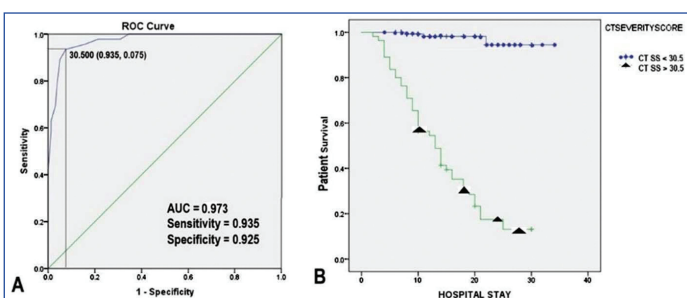 ROC Curve
1.0
0.8
0.6
0.4
0.2
0.0
Sensitivity
30.500 (0.935, 0.075)
AUC = 0.973
Sensitivity = 0.935
Specificity = 0.925
0.0 0.2 0.4 0.6 0.8 1.0
1 - Specificity
A
1.0
0.8
0.6
0.4
0.2
0.0
Patient Survival
0 10 20 30 40
HOSPITAL STAY
B
CTSEVERITYSCORE
CT SS < 30.5
CT SS > 30.5